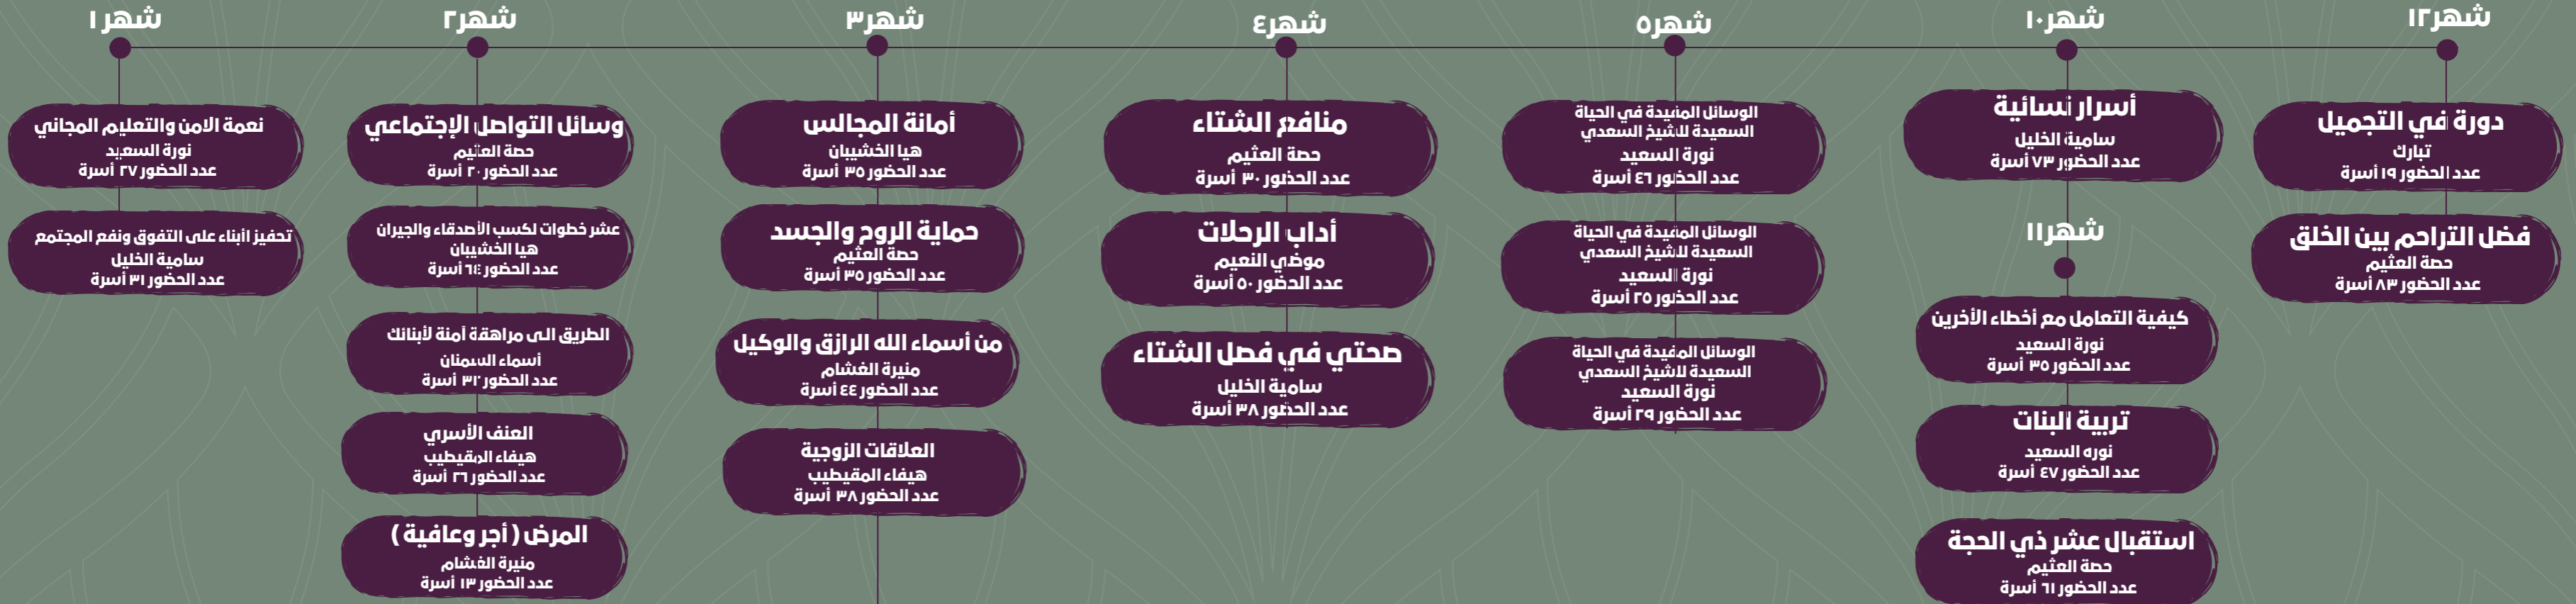 شهر ١
نعمة الامن والتعليم المجاني
نورة السعيد
عدد الحضور ٢٧ أسرة
تحفيز اأبناء على التفوق ونفع المجتمع
سامية الخليل
عدد الحضور ٣١ أسرة
شهر٢
وسائل التواصل الإجتماعي
حصة العثيم
عدد الحضور ٢٠ أسرة
عشر خطوات لكسب الأصدقاء والجيران
هيا الخشيبان
عدد الحضور ٦٤ أسرة
الطريق الى مراهقة آمنة لأبنائك
أسماء السمنان
عدد الحضور ٣٢ أسرة
العنف الأسري
هيفاء المقيطيب
عدد الحضور ٢٦ أسرة
المرض ( أجر وعافية )
منيرة الغشام
عدد الحضور ١٣ أسرة
شهر٣
أمانة المجالس
هيا الخشيبان
عدد الحضور ٣٥ أسرة
حماية الروح والجسد
حصة العثيم
عدد الحضور ٣٥ أسرة
من أسماء الله الرازق والوكيل
منيرة الغشام
عدد الحضور ٤٤ أسرة
العلاقات الزوجية
هيفاء المقيطيب
عدد الحضور ٣٨ أسرة
شهر٤
منافع الشتاء
حصة العثيم
عدد الحضور ٣٠ أسرة
أداب الرحلات
موضي النعيم
عدد الحضور ٥٠ أسرة
صحتي في فصل الشتاء
سامية الخليل
عدد الحضور ٣٨ أسرة
شهر٥
الوسائل المفيدة في الحياة
السعيدة للشيخ السعدي
نورة السعيد
عدد الحضور ٤٦ أسرة
الوسائل المفيدة في الحياة
السعيدة للشيخ السعدي
نورة السعيد
عدد الحضور ٢٥ أسرة
الوسائل المفيدة في الحياة
السعيدة للشيخ السعدي
نورة السعيد
عدد الحضور ٢٩ أسرة
شهر١٠
أسرار نسائية
سامية الخليل
عدد الحضور ٧٣ أسرة
شهر١١
كيفية التعامل مع أخطاء الأخرين
نورة السعيد
عدد الحضور ٣٥ أسرة
تربية البنات
نوره السعيد
عدد الحضور ٤٧ أسرة
استقبال عشر ذي الحجة
حصة العثيم
عدد الحضور ٦١ أسرة
شهر١٢
دورة في التجميل
تبارك
عدد الحضور ١٩ أسرة
فضل التراحم بين الخلق
حصة العثيم
عدد الحضور ٨٣ أسرة